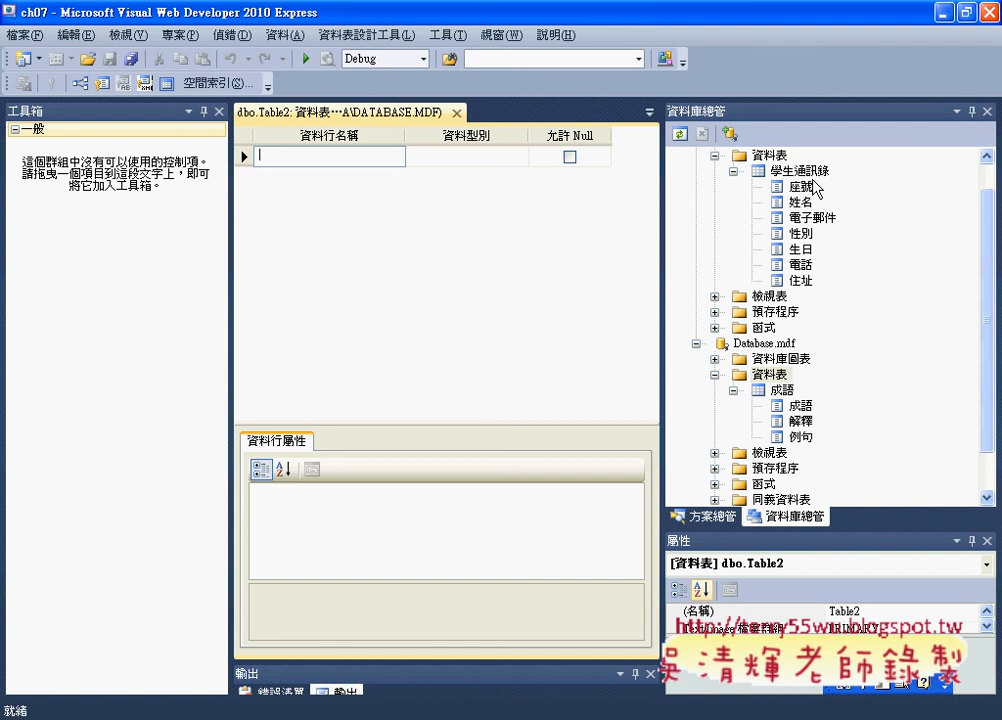 ch07 - Microsoft Visual Web Developer 2010 Express
檔案(F) 編輯(E) 檢視(V) 專案(P) 偵錯(D) 資料(A) 資料表設計工具(L) 工具(T) 視窗(W) 說明(H)
Debug
空間索引(S)...
工具箱
一般
這個群組中沒有可以使用的控制項。
請拖曳一個項目到這段文字上，即可
將它加入工具箱。
dbo.Table2: 資料表…A\DATABASE.MDF)
資料行名稱 資料型別 允許 Null
資料行屬性
輸出
錯誤清單 輸出
資料庫總管
資料表
學生通訊錄
座號
姓名
電子郵件
性別
生日
電話
住址
檢視表
預存程序
函式
Database.mdf
資料庫圖表
資料表
成語
成語
解釋
例句
檢視表
預存程序
函式
同義資料表
方案總管 資料庫總管
屬性
[資料表] dbo.Table2
(名稱) Table2
PRIMARY
http://terry55wu.blogspot.tw
吳清輝老師錄製
就緒